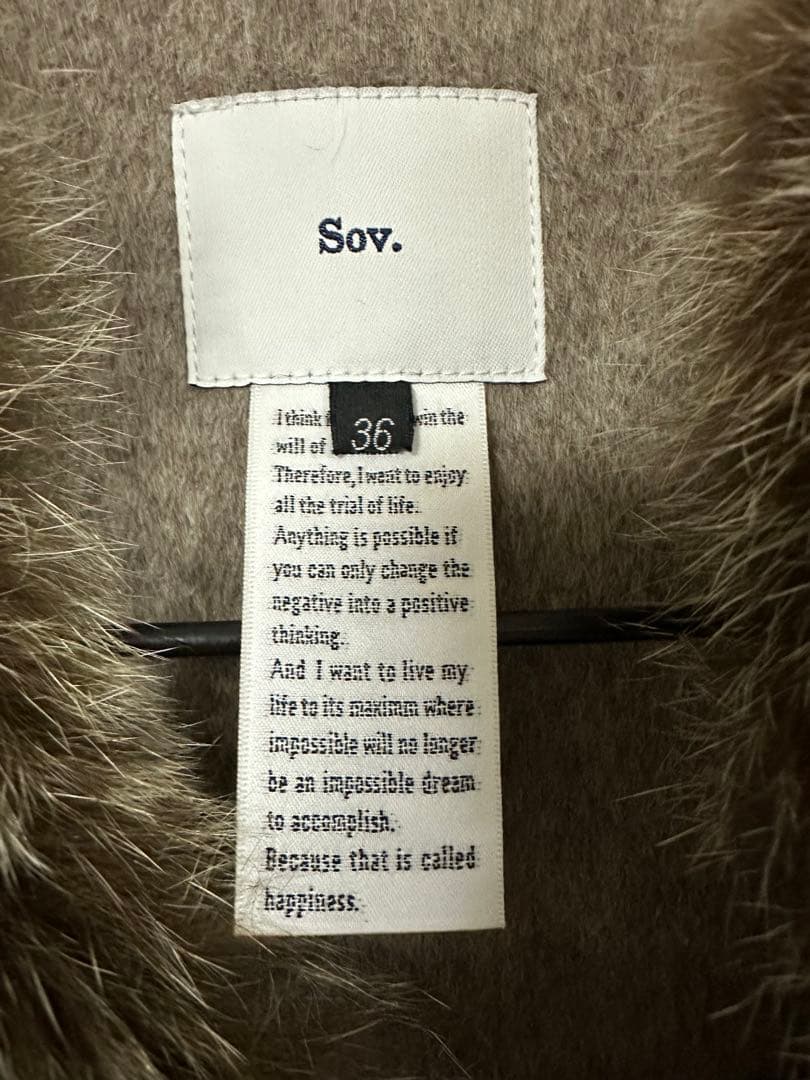 Sov.
36
I think win the
will of
Therefore, I want to enjoy
all the trial of life.
Anything is possible if
you can only change the
negative into a positive
thinking.
And I want to live my
life to its maximm where
impossible will no longer
be an impossible dream
to accomplish.
Because that is called
happiness.